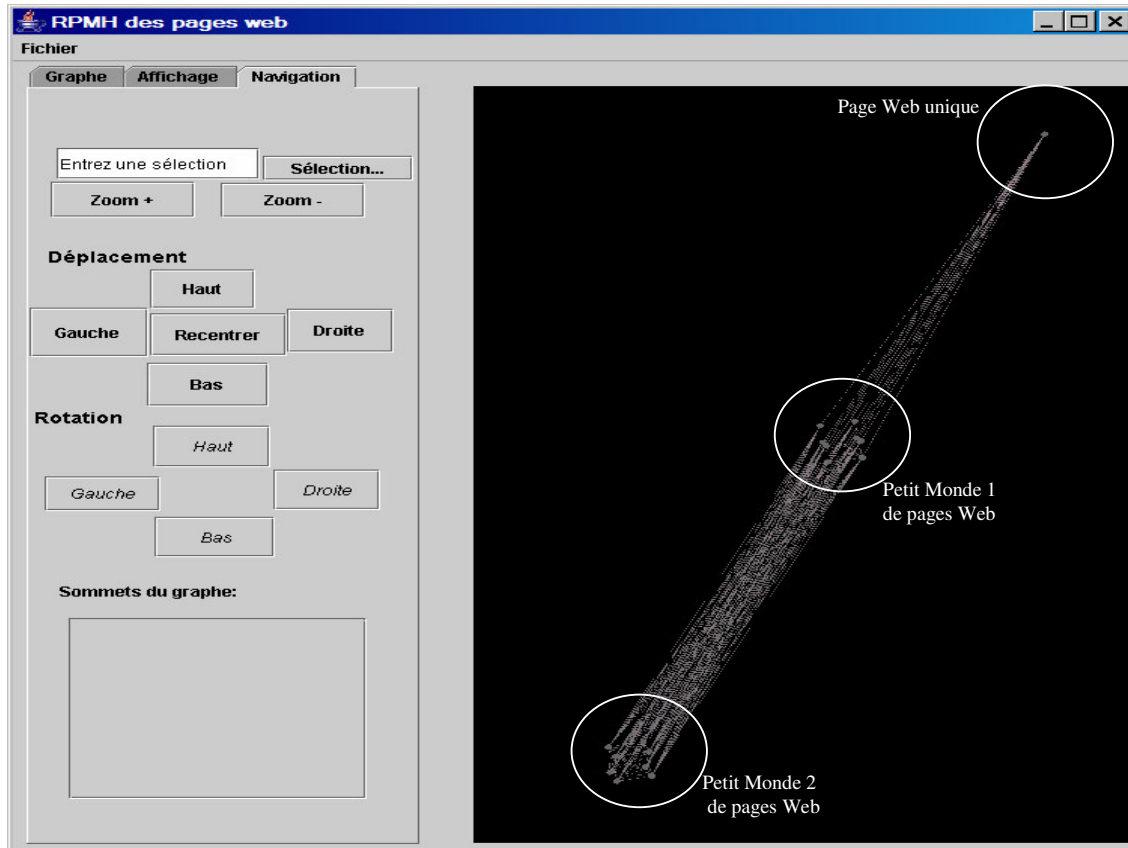 RPMH des pages web
Fichier
Graphe Affichage Navigation
Entrez une sélection Sélection...
Zoom + Zoom -
Déplacement
Haut
Gauche Recentrer Droite
Bas
Rotation
Haut
Gauche Droite
Bas
Sommets du graphe:
Page Web unique
Petit Monde 1
de pages Web
Petit Monde 2
de pages Web